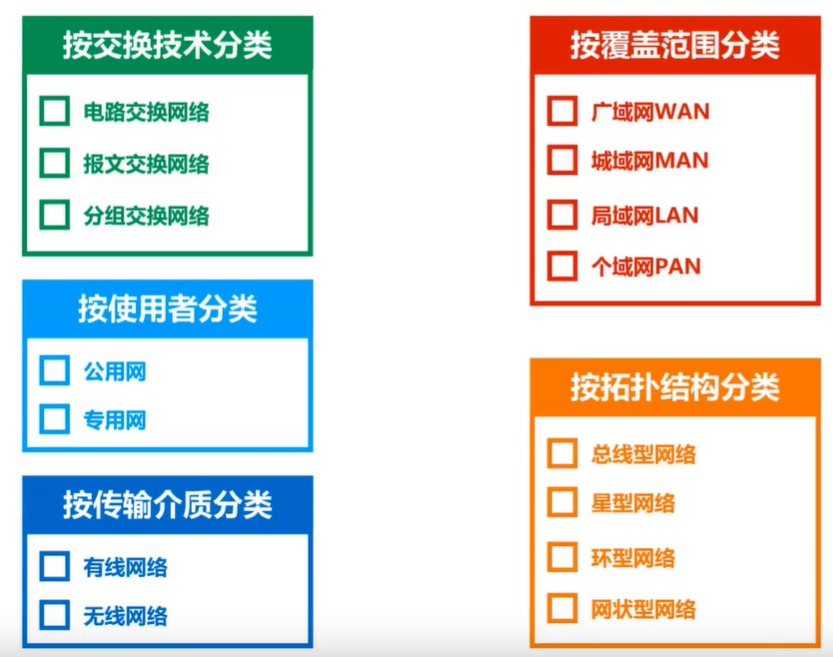 按交换技术分类
电路交换网络
报文交换网络
分组交换网络
按使用者分类
公用网
专用网
按传输介质分类
有线网络
无线网络
按覆盖范围分类
广域网WAN
城域网MAN
局域网LAN
个域网PAN
按拓扑结构分类
总线型网络
星型网络
环型网络
网状型网络